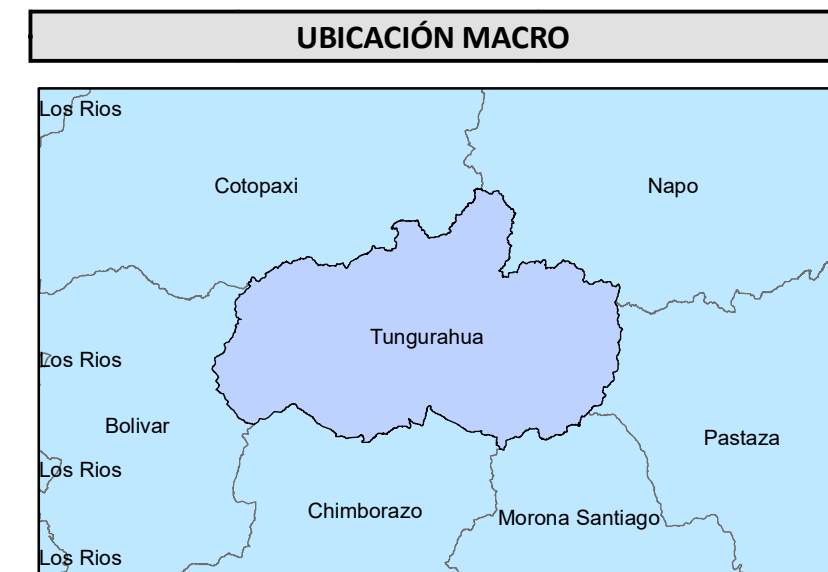 UBICACIÓN MACRO
Los Rios
Cotopaxi
Napo
Tungurahua
Los Rios
Bolivar
Pastaza
Los Rios
Chimborazo
Morona Santiago
Los Rios